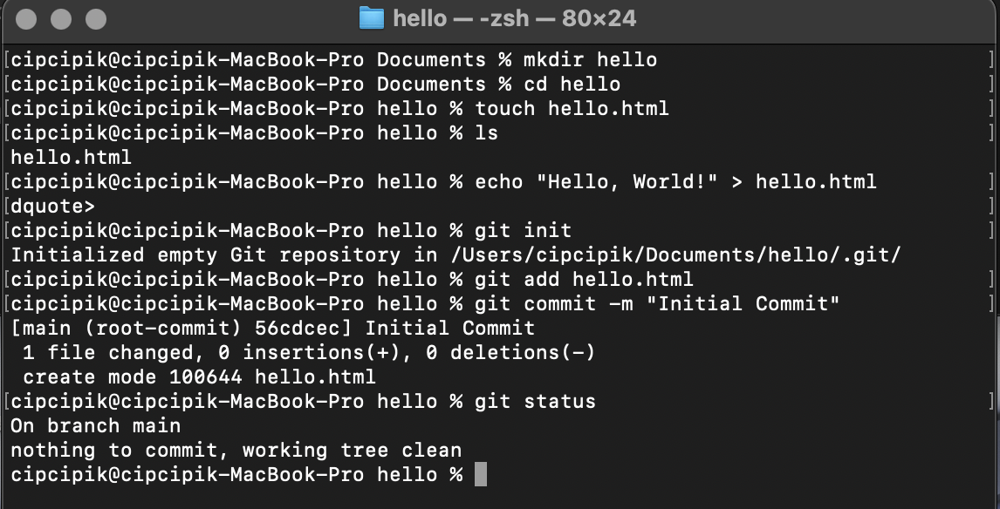 hello — -zsh — 80×24
[cipcipik@cipcipik-MacBook-Pro Documents % mkdir hello ]
[cipcipik@cipcipik-MacBook-Pro Documents % cd hello ]
[cipcipik@cipcipik-MacBook-Pro hello % touch hello.html ]
[cipcipik@cipcipik-MacBook-Pro hello % ls ]
hello.html
[cipcipik@cipcipik-MacBook-Pro hello % echo "Hello, World!" > hello.html ]
[dquote> ]
[cipcipik@cipcipik-MacBook-Pro hello % git init ]
Initialized empty Git repository in /Users/cipcipik/Documents/hello/.git/
[cipcipik@cipcipik-MacBook-Pro hello % git add hello.html ]
[cipcipik@cipcipik-MacBook-Pro hello % git commit -m "Initial Commit" ]
[main (root-commit) 56cdcec] Initial Commit
 1 file changed, 0 insertions(+), 0 deletions(-)
 create mode 100644 hello.html
[cipcipik@cipcipik-MacBook-Pro hello % git status ]
On branch main
nothing to commit, working tree clean
cipcipik@cipcipik-MacBook-Pro hello %